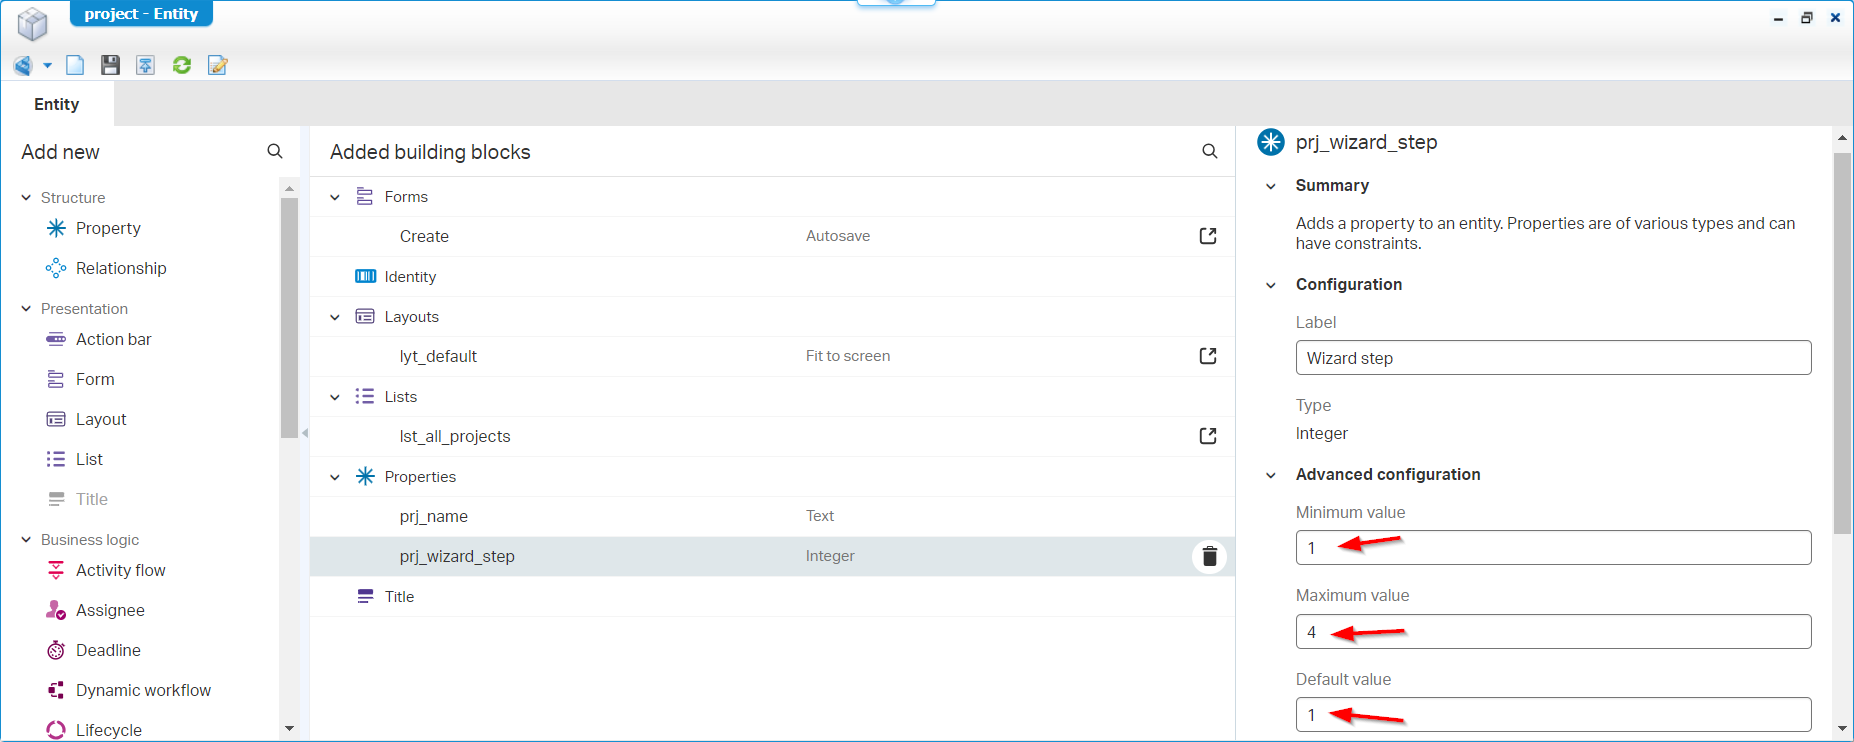 project - Entity
Entity
Add new
Structure
Property
Relationship
Presentation
Action bar
Form
Layout
List
Title
Business logic
Activity flow
Assignee
Deadline
Dynamic workflow
Lifecycle
Added building blocks
Forms
Create Autosave
Identity
Layouts
lyt_default Fit to screen
Lists
lst_all_projects
Properties
prj_name Text
prj_wizard_step Integer
Title
prj_wizard_step
Summary
Adds a property to an entity. Properties are of various types and can
have constraints.
Configuration
Label
Wizard step
Type
Integer
Advanced configuration
Minimum value
1
Maximum value
4
Default value
1